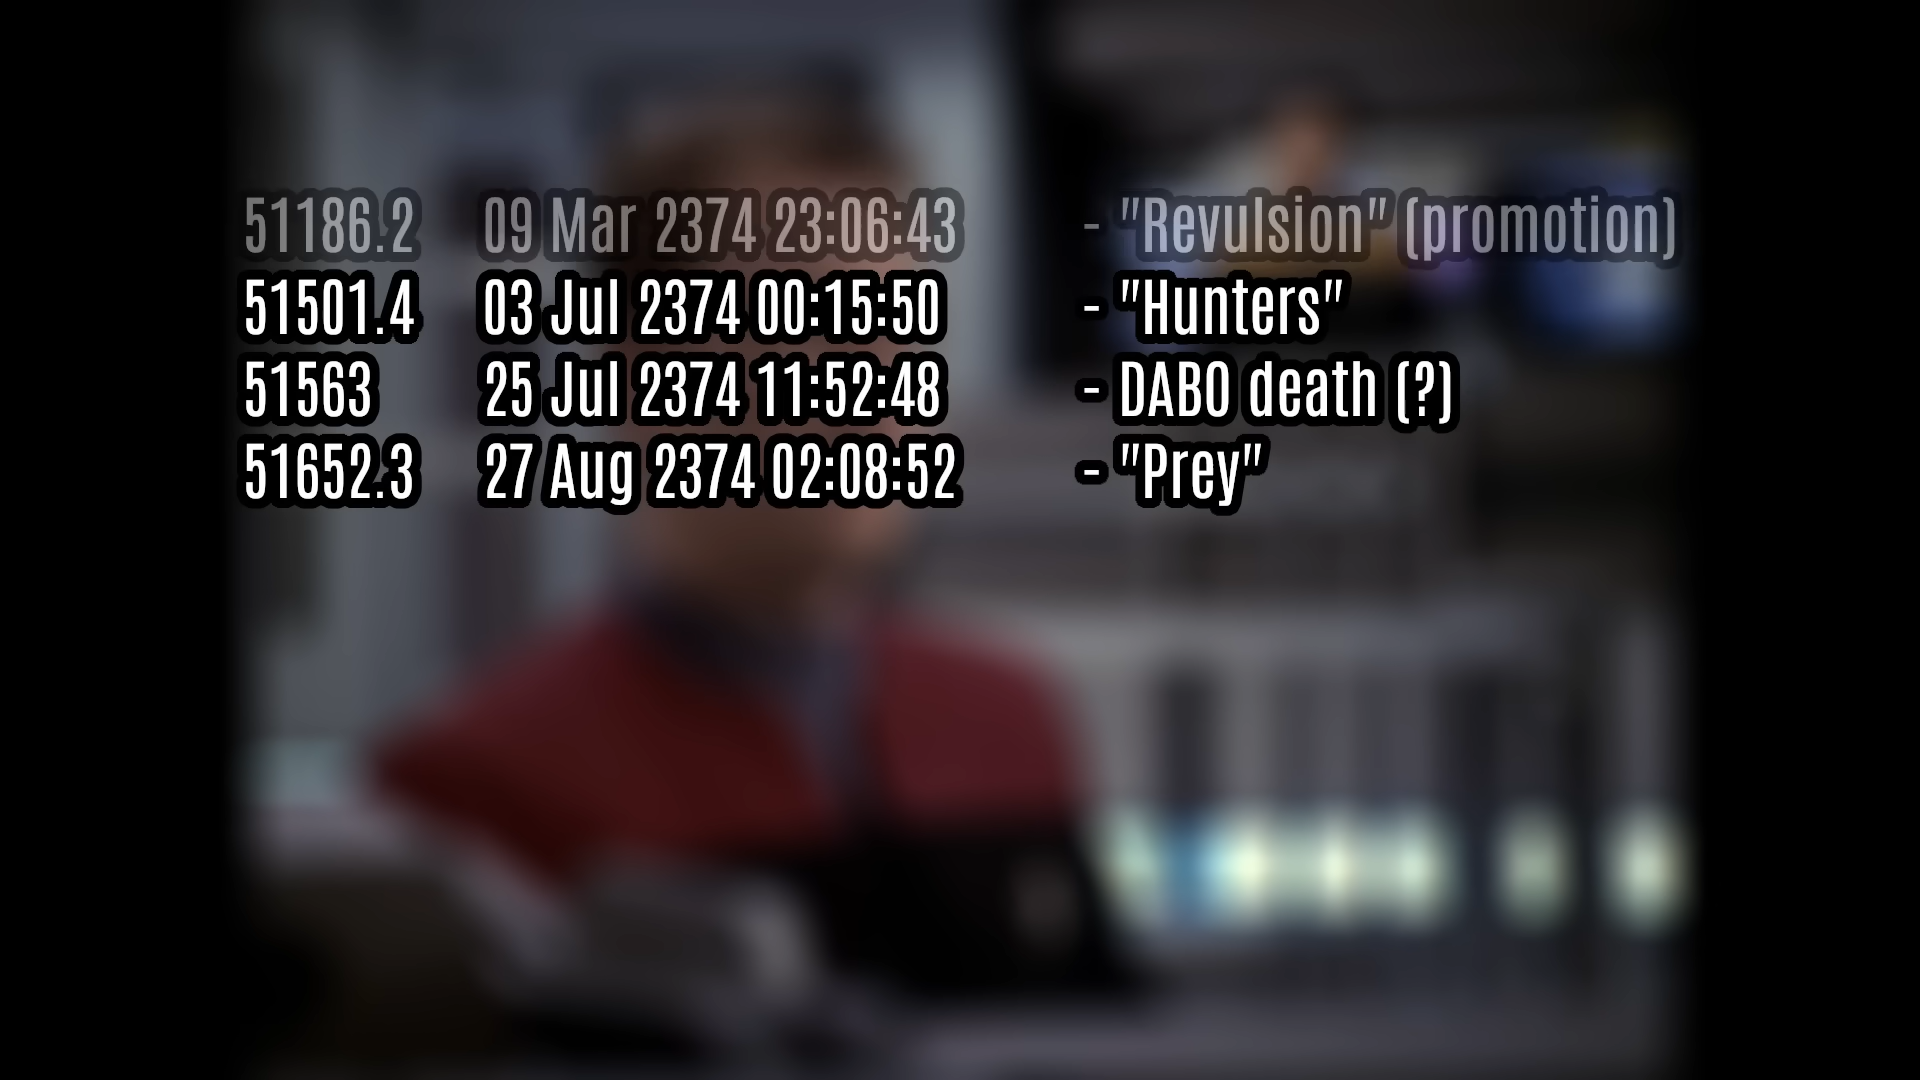 51186.2 09 Mar 2374 23:06:43 - "Revulsion" (promotion)
51501.4 03 Jul 2374 00:15:50 - "Hunters"
51563 25 Jul 2374 11:52:48 - DABO death (?)
51652.3 27 Aug 2374 02:08:52 - "Prey"